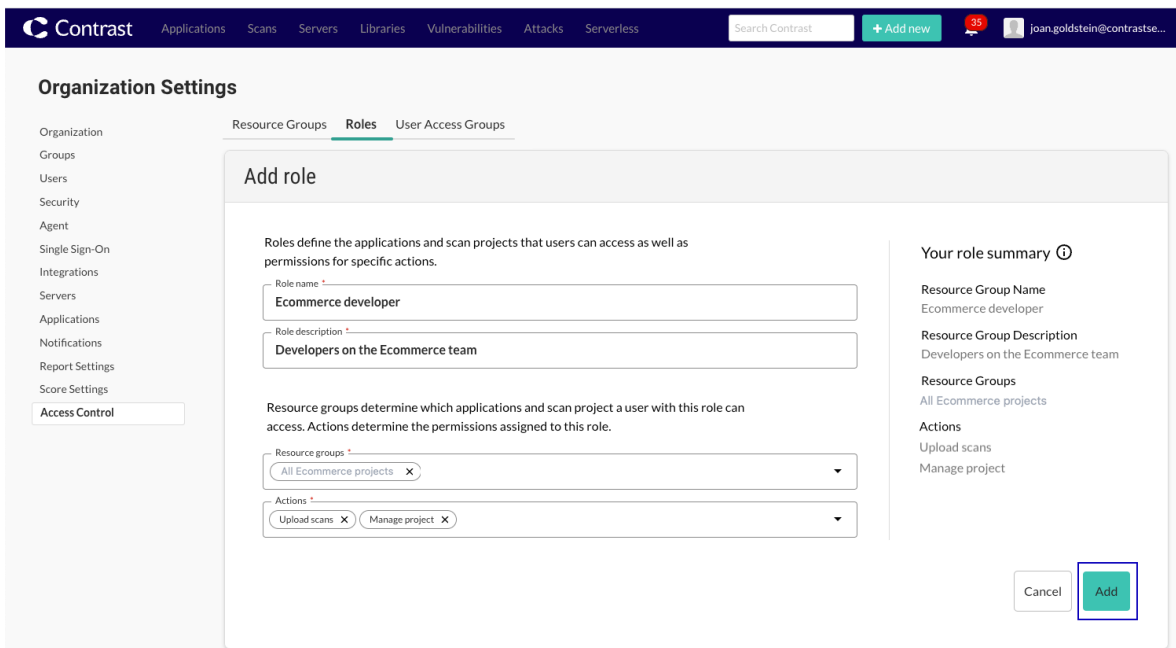 Contrast Applications Scans Servers Libraries Vulnerabilities Attacks Serverless Search Contrast + Add new 35 joan.goldstein@contrastse...
Organization Settings
Organization
Groups
Users
Security
Agent
Single Sign-On
Integrations
Servers
Applications
Notifications
Report Settings
Score Settings
Access Control
Resource Groups Roles User Access Groups
Add role
Roles define the applications and scan projects that users can access as well as
permissions for specific actions.
Role name *
Ecommerce developer
Role description *
Developers on the Ecommerce team
Resource groups determine which applications and scan project a user with this role can
access. Actions determine the permissions assigned to this role.
Resource groups *
All Ecommerce projects
Actions *
Upload scans Manage project
Your role summary
Resource Group Name
Ecommerce developer
Resource Group Description
Developers on the Ecommerce team
Resource Groups
All Ecommerce projects
Actions
Upload scans
Manage project
Cancel Add